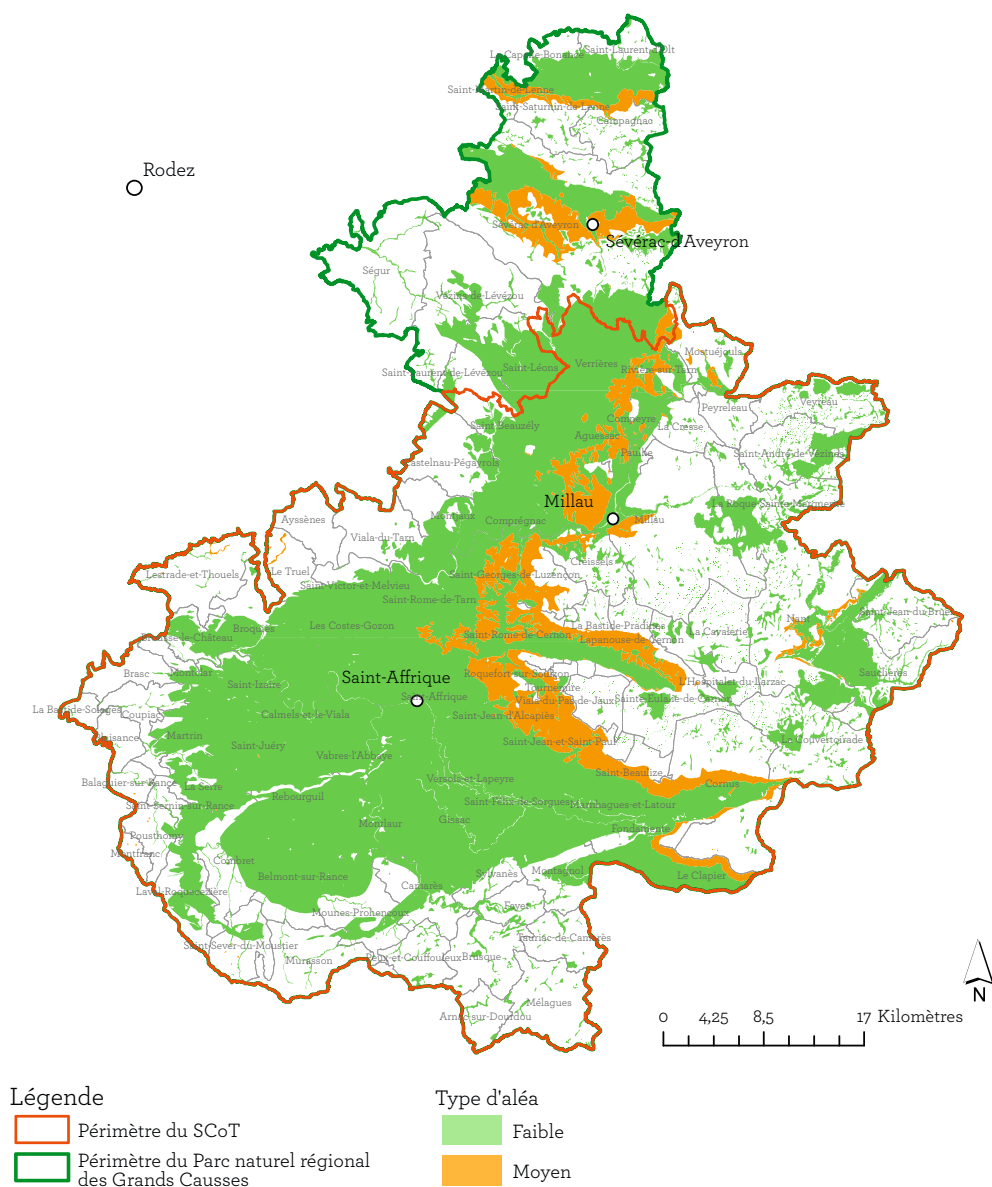 Saint-Laurent-d'Olt
La Capelle-Bonance
Saint-Martin-de-Lenne
Saint-Saturnin-de-Lenne
Campagnac
Rodez
Sévérac d'Aveyron
Sévérac-d'Aveyron
Ségur
Vézins-de-Lévézou
Mostuéjouls
Verrières
Saint-Léons
Rivière-sur-Tarn
Saint-Laurent-de-Lévézou
Veyreau
Peyreleau
Compeyre
La Cresse
Saint-Beauzély
Aguessac
Paulhe
Saint-André-de-Vézines
Castelnau-Pégayrols
Millau
La Roque-Sainte-Marguerite
Montjaux
Ayssènes
Comprégnac
Millau
Viala-du-Tarn
Creissels
Le Truel
Lestrade-et-Thouels
Saint-Georges-de-Luzençon
Saint-Victor-et-Melvieu
Saint-Rome-de-Tarn
Saint-Jean-du-Bruel
Nant
Les Costes-Gozon
La Bastide-Pradines
Broquiès
La Cavalerie
Brousse-le-Château
Saint-Rome-de-Cernon
Lapanouse-de-Cernon
Brasc
Montclar
Roquefort-sur-Soulzon
Sauclières
Saint-Affrique
L'Hospitalet-du-Larzac
Saint-Izaire
Tournemire
Saint-Affrique
Viala-du-Pas-de-Jaux
Sainte-Eulalie-de-Cernon
La Bastide-Solages
Coupiac
Calmels-et-le-Viala
Saint-Jean-d'Alcapiès
Plaisance
Martrin
Saint-Juéry
Saint-Jean-et-Saint-Paul
La Couvertoirade
Vabres-l'Abbaye
Saint-Beaulize
Versols-et-Lapeyre
Balaguier-sur-Rance
La Serre
Cornus
Rebourguil
Saint-Sernin-sur-Rance
Saint-Félix-de-Sorgues
Marnhagues-et-Latour
Gissac
Montlaur
Fondamente
Pousthomy
Montfranc
Combret
Sylvanès
Montagnol
Le Clapier
Belmont-sur-Rance
Camarès
Laval-Roquecezière
Fayet
Mounes-Prohencoux
Tauriac-de-Camarès
Saint-Sever-du-Moustier
Peux-et-Couffouleux
Brusque
Murasson
Mélagues
Arnac-sur-Dourdou
N
0 4,25 8,5 17 Kilomètres
Légende
Périmètre du SCoT
Périmètre du Parc naturel régional
des Grands Causses
Type d'aléa
Faible
Moyen